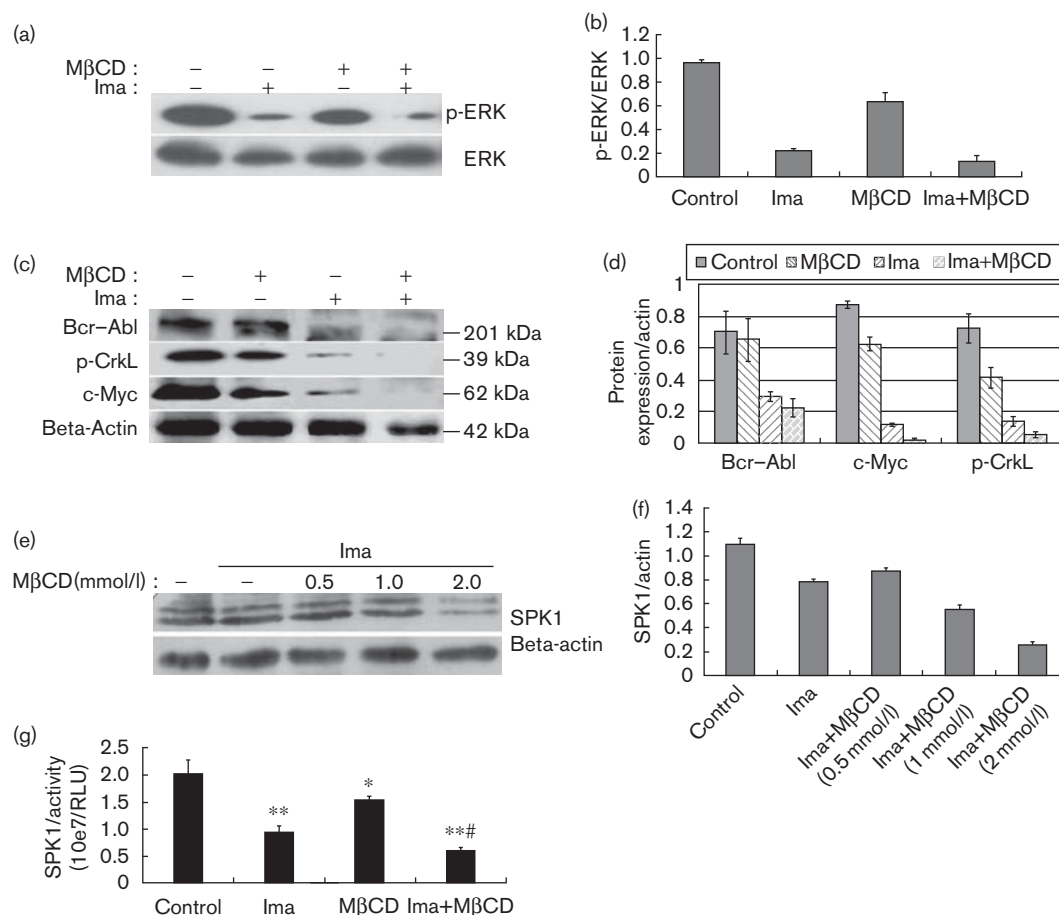 (a)
MβCD : – – + +
Ima : – + – +
p-ERK
ERK
(b)
p-ERK/ERK
1.2
1.0
0.8
0.6
0.4
0.2
0
Control Ima MβCD Ima+MβCD
(c)
MβCD : – + – +
Ima : – – + +
Bcr–Abl
201 kDa
p-CrkL
39 kDa
c-Myc
62 kDa
Beta-Actin
42 kDa
(d)
Control MβCD Ima Ima+MβCD
Protein
expression/actin
1
0.8
0.6
0.4
0.2
0
Bcr–Abl c-Myc p-CrkL
(e)
Ima
MβCD(mmol/l) : – – 0.5 1.0 2.0
SPK1
Beta-actin
(f)
SPK1/actin
1.4
1.2
1.0
0.8
0.6
0.4
0.2
0
Control
Ima
Ima+MβCD
(0.5 mmol/l)
Ima+MβCD
(1 mmol/l)
Ima+MβCD
(2 mmol/l)
(g)
SPK1/activity
(10e7/RLU)
2.5
2.0
1.5
1.0
0.5
0
**
*
**#
Control Ima MβCD Ima+MβCD